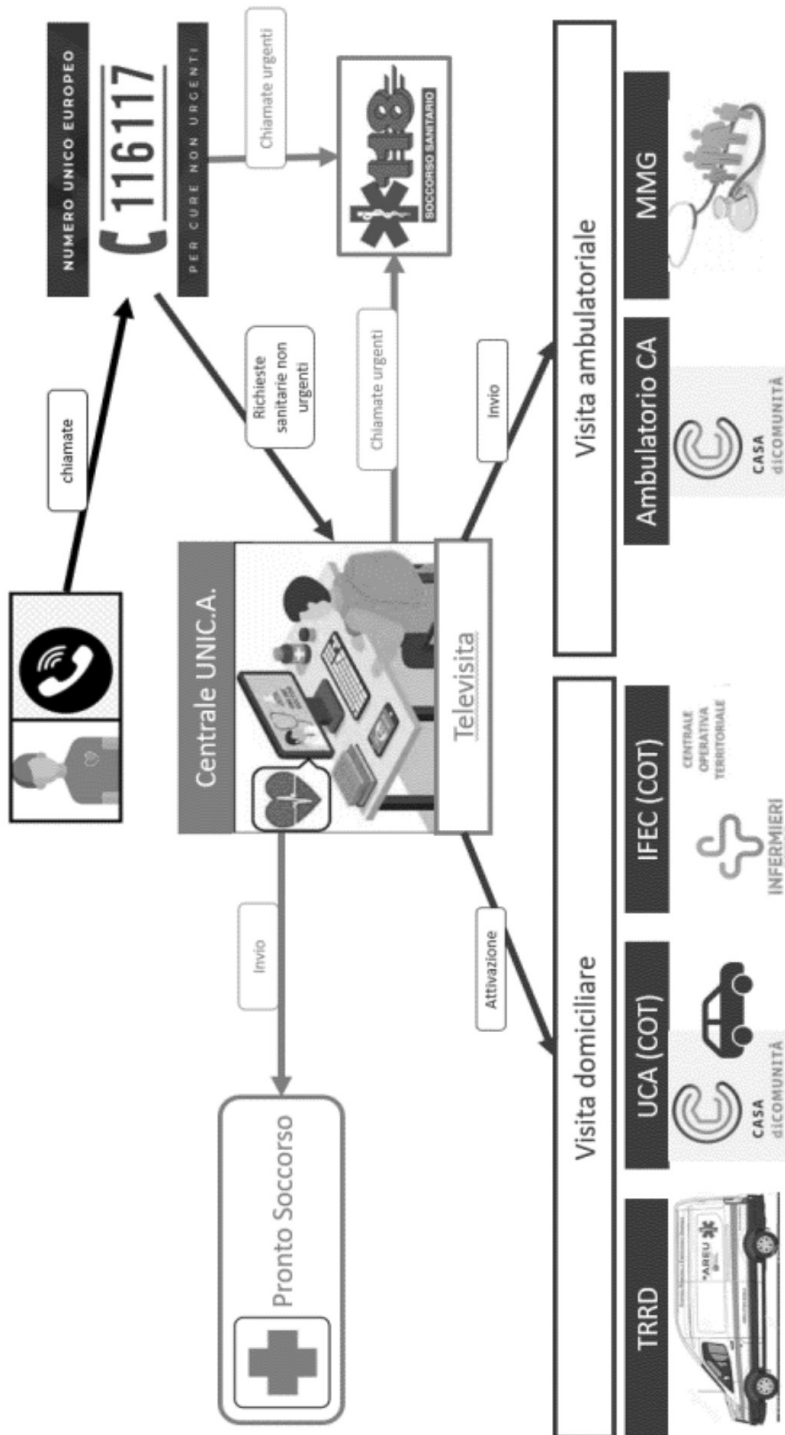 chiamate
NUMERO UNICO EUROPEO
116117
PER CURE NON URGENTI
Richieste
sanitarie non
urgenti
Chiamate urgenti
Centrale UNIC.A.
Televisita
Chiamate urgenti
118
SOCCORSO SANITARIO
Invio
Pronto Soccorso
Attivazione
Invio
Visita domiciliare
Visita ambulatoriale
TRRD
AREU
UCA (COT)
CASA
diCOMUNITÀ
IFEC (COT)
INFERMIERI
CENTRALE
OPERATIVA
TERRITORIALE
Ambulatorio CA
CASA
diCOMUNITÀ
MMG